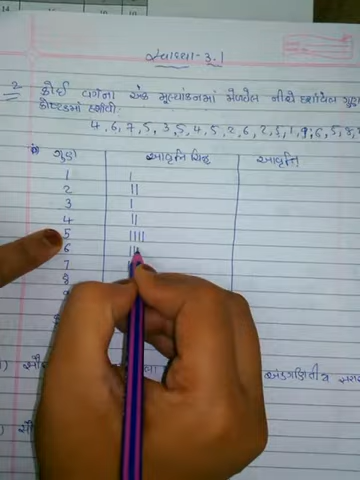 સ્વાધ્યાય - 3.1
2 કોઈ વર્ગના એક મૂલ્યાંકનમાં મેળવેલ નીચે દર્શાવેલ ગુણ
કોષ્ટકમાં દર્શાવો.
4, 6, 7, 5, 3, 5, 4, 5, 2, 6, 2, 5, 1, 9, 6, 5, 8,
ગુણ આવૃત્તિ ચિહ્ન આવૃત્તિ
1 |
2 ||
3 |
4 ||
5 ||||
6 ||
7
8